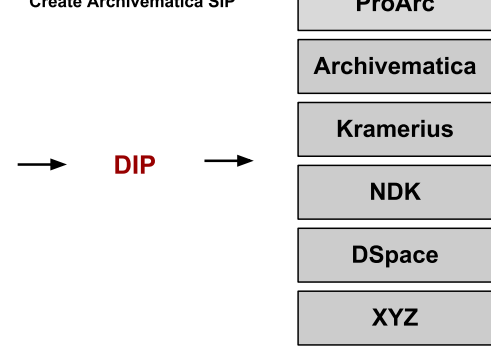 Create Archivematica SIP
ProArc
Archivematica
Kramerius
DIP
NDK
DSpace
XYZ